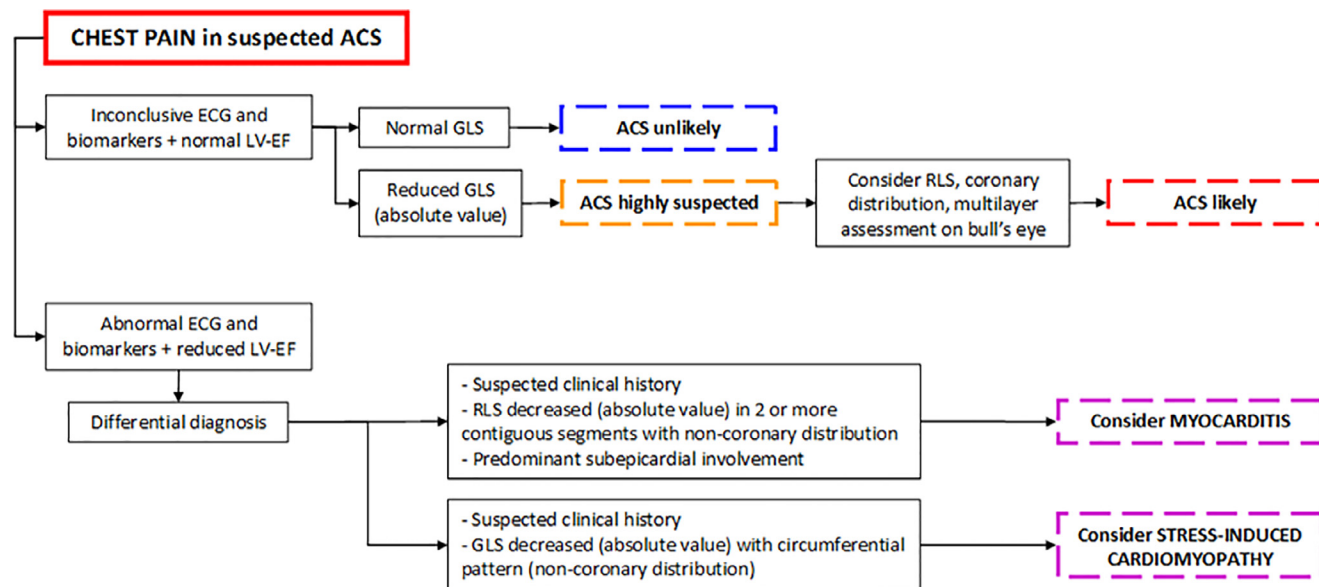 CHEST PAIN in suspected ACS
Inconclusive ECG and
biomarkers + normal LV-EF
Normal GLS
ACS unlikely
Reduced GLS
(absolute value)
ACS highly suspected
Consider RLS, coronary
distribution, multilayer
assessment on bull's eye
ACS likely
Abnormal ECG and
biomarkers + reduced LV-EF
Differential diagnosis
- Suspected clinical history
- RLS decreased (absolute value) in 2 or more
contiguous segments with non-coronary distribution
- Predominant subepicardial involvement
Consider MYOCARDITIS
- Suspected clinical history
- GLS decreased (absolute value) with circumferential
pattern (non-coronary distribution)
Consider STRESS-INDUCED
CARDIOMYOPATHY